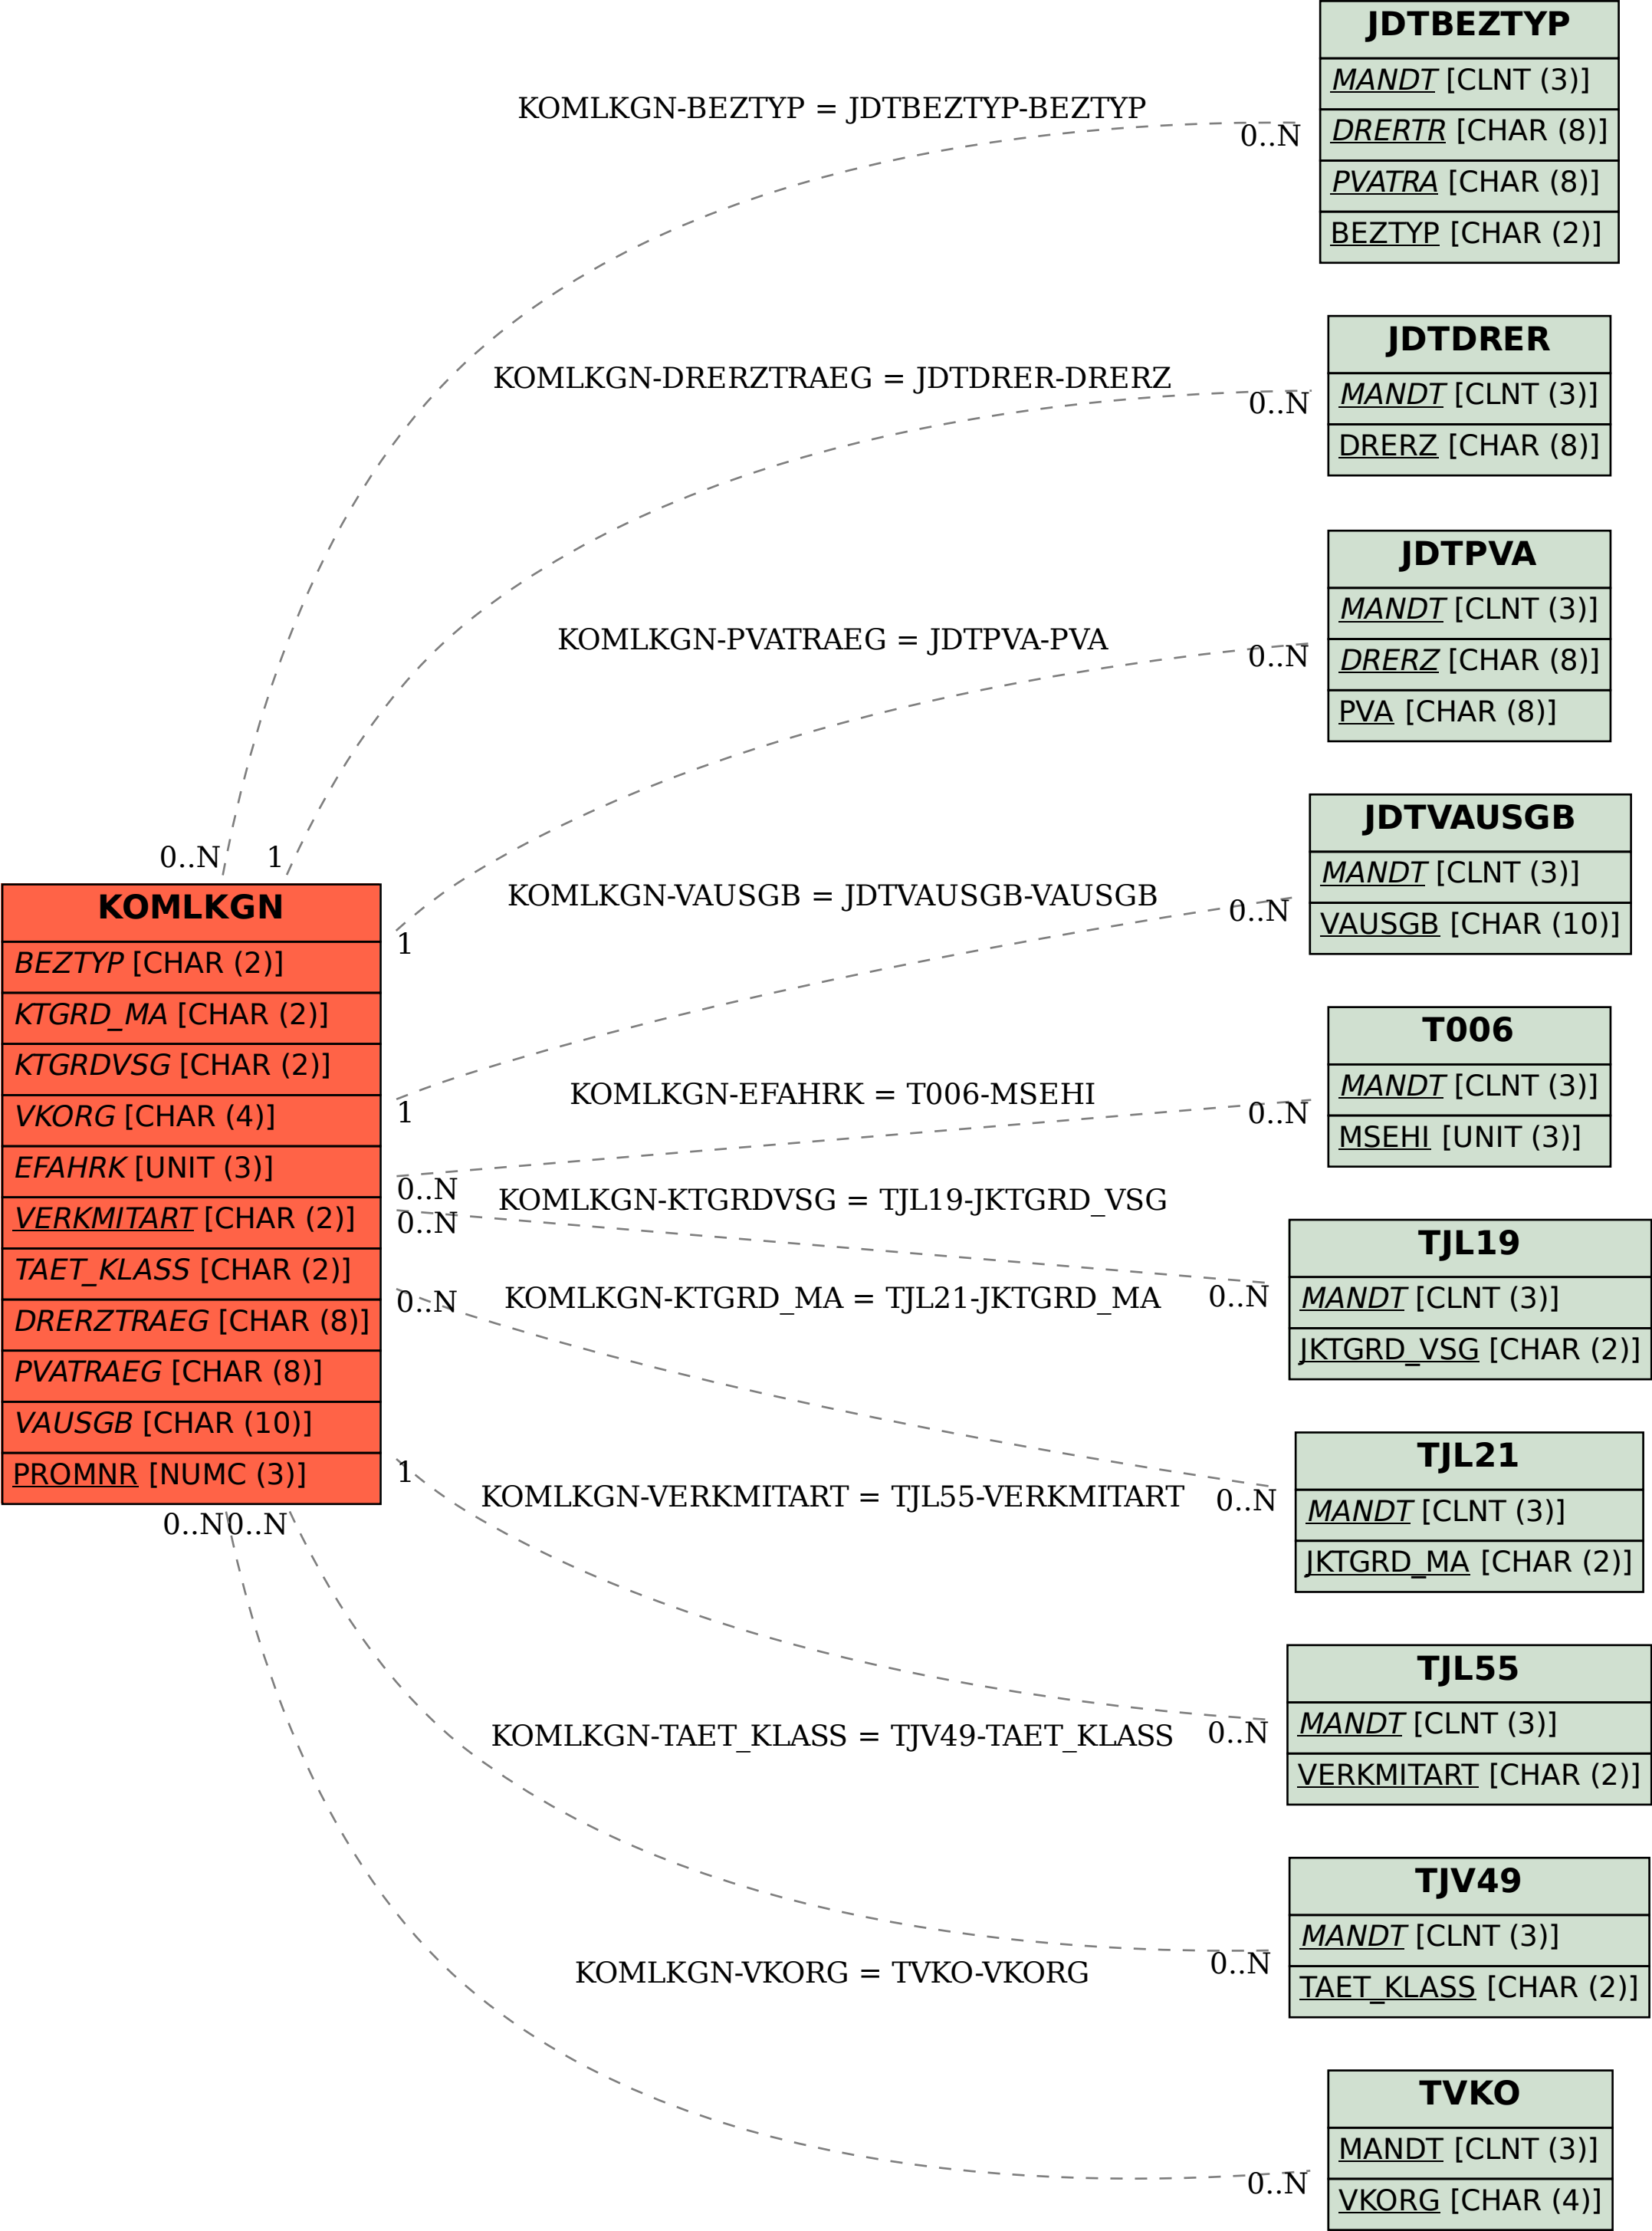 JDTBEZTYP
MANDT [CLNT (3)]
KOMLKGN-BEZTYP = JDTBEZTYP-BEZTYP
0..N
DRERTR [CHAR (8)]
PVATRA [CHAR (8)]
BEZTYP [CHAR (2)]
JDTDRER
KOMLKGN-DRERZTRAEG = JDTDRER-DRERZ
MANDT [CLNT (3)]
0..N
DRERZ [CHAR (8)]
JDTPVA
MANDT [CLNT (3)]
KOMLKGN-PVATRAEG = JDTPVA-PVA
0..N
DRERZ [CHAR (8)]
PVA [CHAR (8)]
JDTVAUSGB
0..N
1
MANDT [CLNT (3)]
KOMLKGN-VAUSGB = JDTVAUSGB-VAUSGB
0..N
VAUSGB [CHAR (10)]
KOMLKGN
1
BEZTYP [CHAR (2)]
KTGRD_MA [CHAR (2)]
KTGRDVSG [CHAR (2)]
VKORG [CHAR (4)]
EFAHRK [UNIT (3)]
VERKMITART [CHAR (2)]
TAET_KLASS [CHAR (2)]
DRERZTRAEG [CHAR (8)]
PVATRAEG [CHAR (8)]
VAUSGB [CHAR (10)]
PROMNR [NUMC (3)]
T006
MANDT [CLNT (3)]
KOMLKGN-EFAHRK = T006-MSEHI
1
0..N
MSEHI [UNIT (3)]
0..N
KOMLKGN-KTGRDVSG = TJL19-JKTGRD_VSG
0..N
TJL19
MANDT [CLNT (3)]
0..N
KOMLKGN-KTGRD_MA = TJL21-JKTGRD_MA
0..N
JKTGRD_VSG [CHAR (2)]
TJL21
1
KOMLKGN-VERKMITART = TJL55-VERKMITART
0..N
MANDT [CLNT (3)]
0..N
0..N
JKTGRD_MA [CHAR (2)]
TJL55
MANDT [CLNT (3)]
KOMLKGN-TAET_KLASS = TJV49-TAET_KLASS
0..N
VERKMITART [CHAR (2)]
TJV49
MANDT [CLNT (3)]
KOMLKGN-VKORG = TVKO-VKORG
0..N
TAET_KLASS [CHAR (2)]
TVKO
MANDT [CLNT (3)]
0..N
VKORG [CHAR (4)]